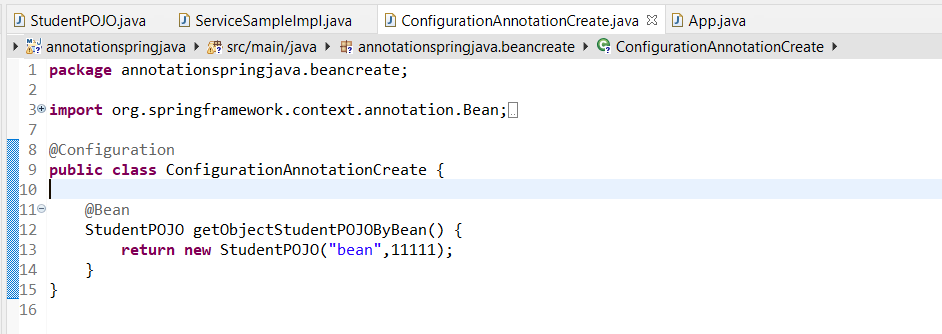 StudentPOJO.java ServiceSampleImpl.java ConfigurationAnnotationCreate.java App.java
annotationspringjava src/main/java annotationspringjava.beancreate ConfigurationAnnotationCreate
1 package annotationspringjava.beancreate;
2
3 import org.springframework.context.annotation.Bean;
7
8 @Configuration
9 public class ConfigurationAnnotationCreate {
10
11 @Bean
12 StudentPOJO getObjectStudentPOJOByBean() {
13 return new StudentPOJO("bean",11111);
14 }
15 }
16